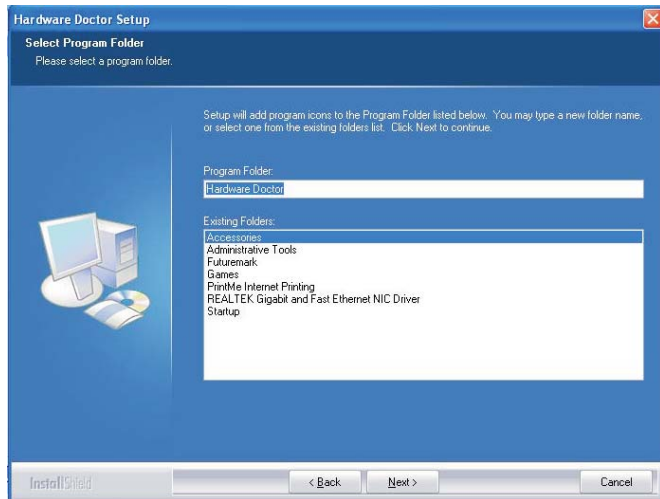 Hardware Doctor Setup
Select Program Folder
Please select a program folder.
Setup will add program icons to the Program Folder listed below. You may type a new folder name,
or select one from the existing folders list. Click Next to continue.
Program Folder:
Hardware Doctor
Existing Folders:
Accessories
Administrative Tools
Futuremark
Games
PrintMe Internet Printing
REALTEK Gigabit and Fast Ethernet NIC Driver
Startup
InstallShield
< Back
Next >
Cancel